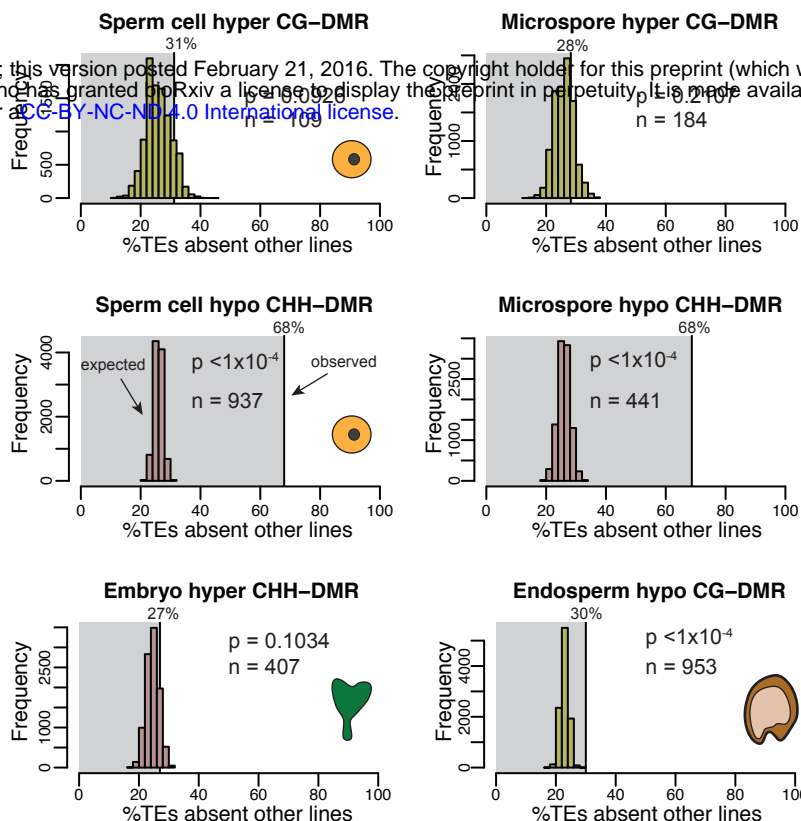 Sperm cell hyper CG−DMR
31%
; this version posted February 21, 2016. The copyright holder for this preprint (which w
no has granted bioRxiv a license to display the preprint in perpetuity. It is made availa
r a CC-BY-NC-ND 4.0 International license.
p = 0.0926
n = 109
Frequency
0 500 1500
0 20 40 60 80 100
%TEs absent other lines
Microspore hyper CG−DMR
28%
p = 0.2107
n = 184
Frequency
0 1000 2000
0 20 40 60 80 100
%TEs absent other lines
Sperm cell hypo CHH−DMR
68%
expected
observed
p <1x10-4
n = 937
Frequency
0 2000 4000
0 20 40 60 80 100
%TEs absent other lines
Microspore hypo CHH−DMR
68%
p <1x10-4
n = 441
Frequency
0 1000 2500
0 20 40 60 80 100
%TEs absent other lines
Embryo hyper CHH−DMR
27%
p = 0.1034
n = 407
Frequency
0 1000 2500
0 20 40 60 80 100
%TEs absent other lines
Endosperm hypo CG−DMR
30%
p <1x10-4
n = 953
Frequency
0 2000 4000
0 20 40 60 80 100
%TEs absent other lines